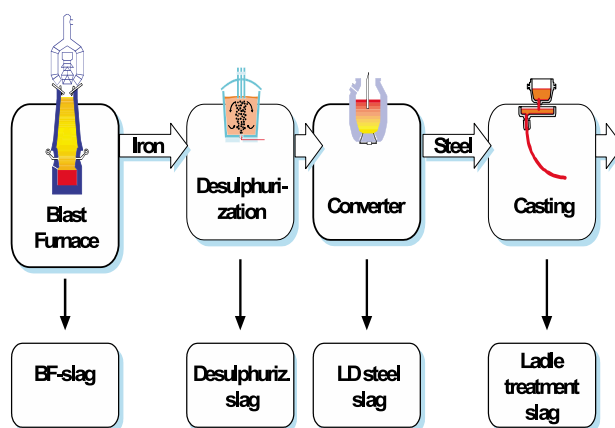 Iron
Steel
Blast
Furnace
Desulphuri-
zation
Converter
Casting
BF-slag
Desulphuriz.
slag
LD steel
slag
Ladle
treatment
slag